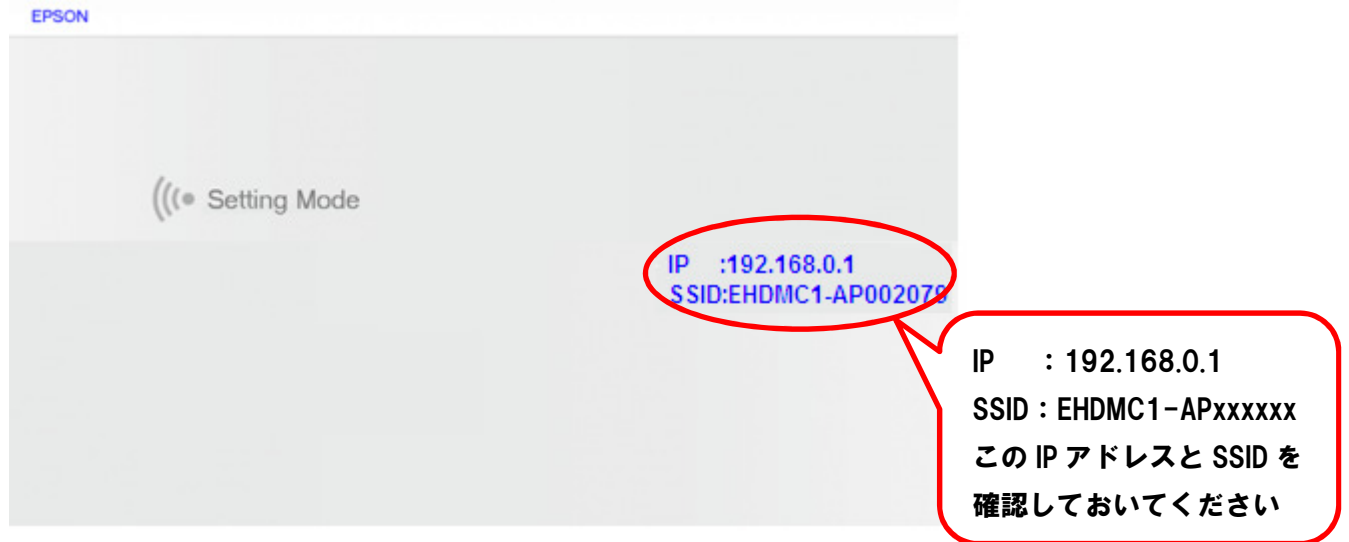 EPSON
Setting Mode
IP :192.168.0.1
SSID:EHDMC1-AP002079
IP : 192.168.0.1
SSID：EHDMC1-APxxxxxx
この IP アドレスと SSID を
確認しておいてください